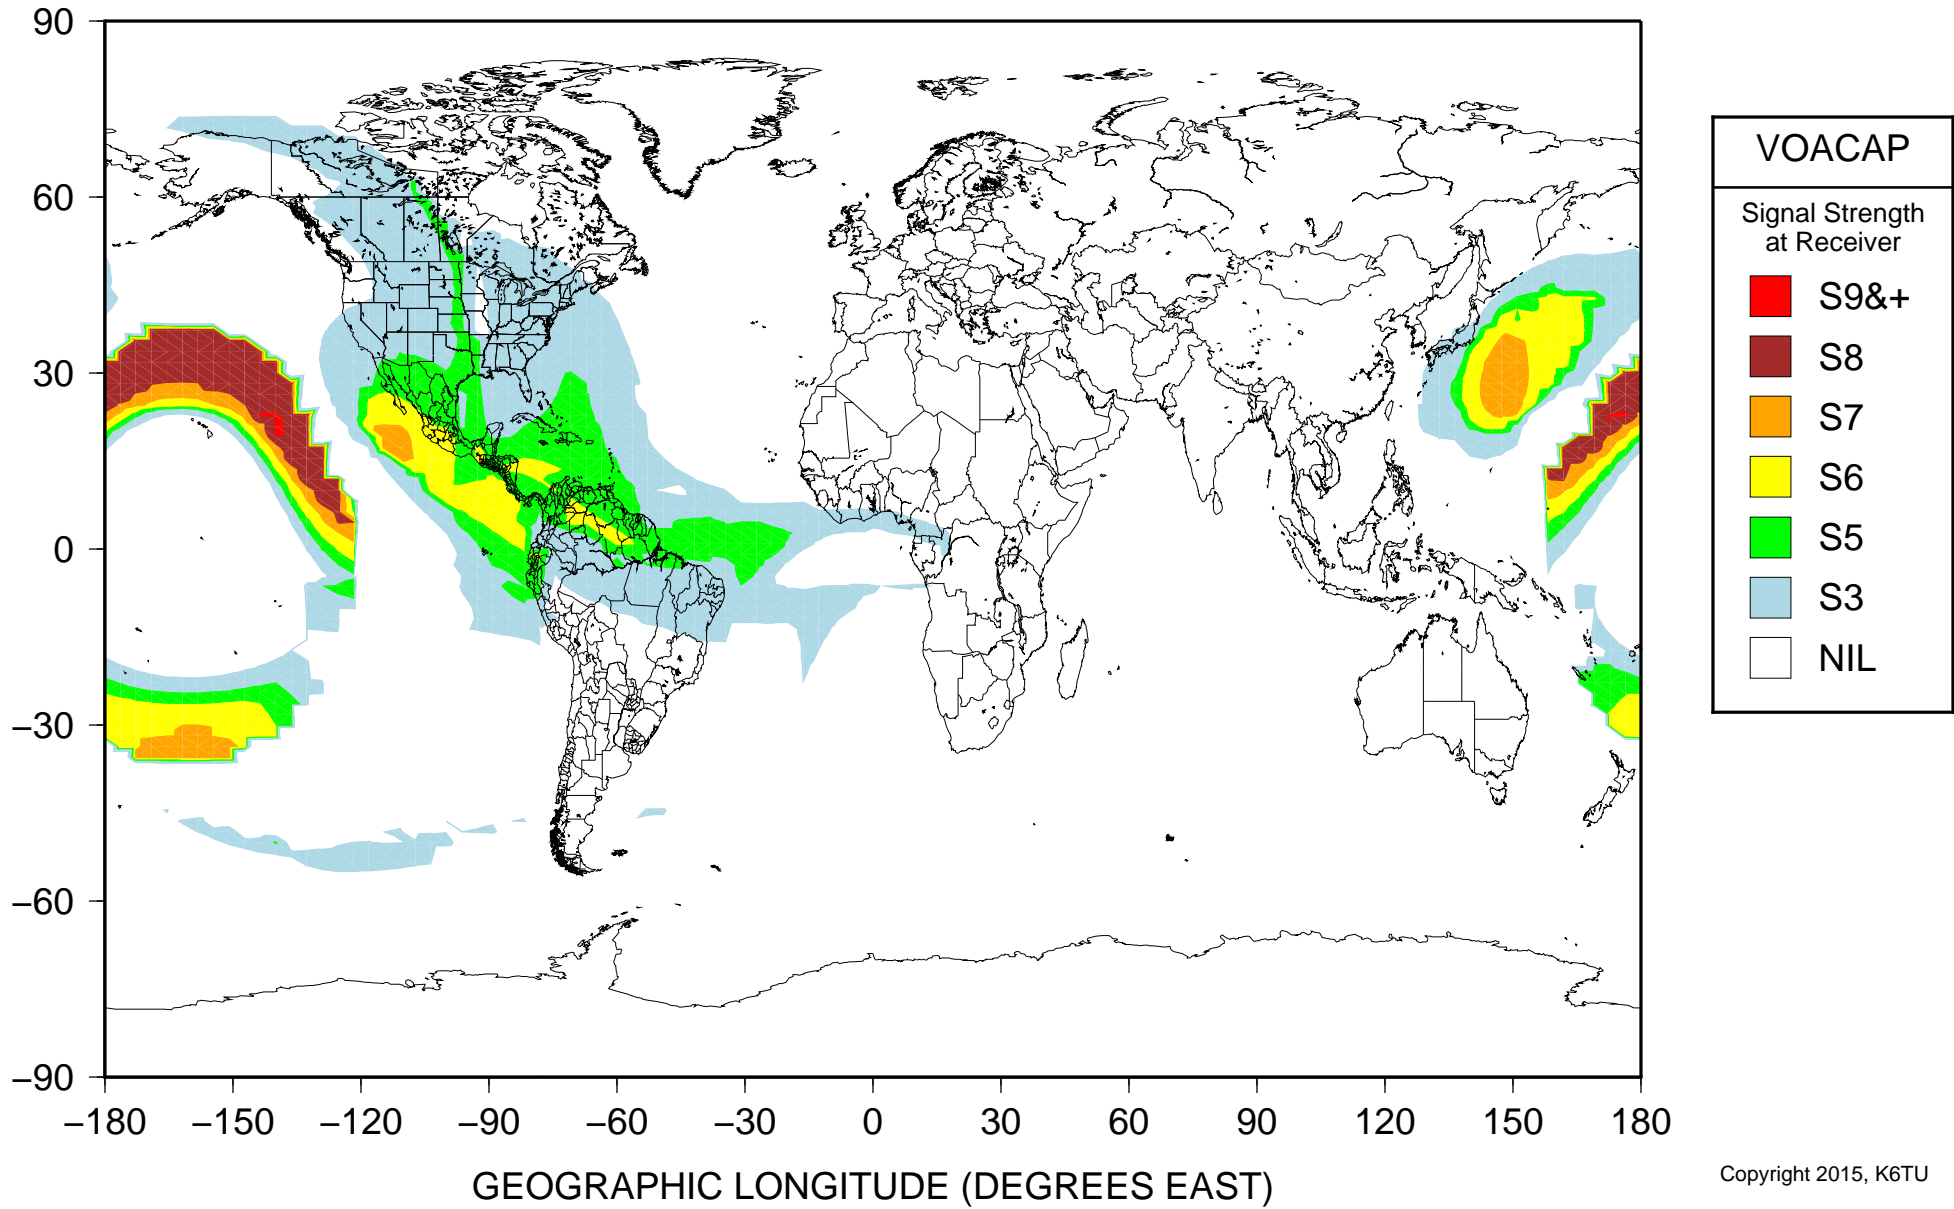 90
60
30
0
−30
−60
−90
−180 −150 −120 −90 −60 −30 0 30 60 90 120 150 180
GEOGRAPHIC LONGITUDE (DEGREES EAST)
VOACAP
Signal Strength
at Receiver
S9&+
S8
S7
S6
S5
S3
NIL
Copyright 2015, K6TU